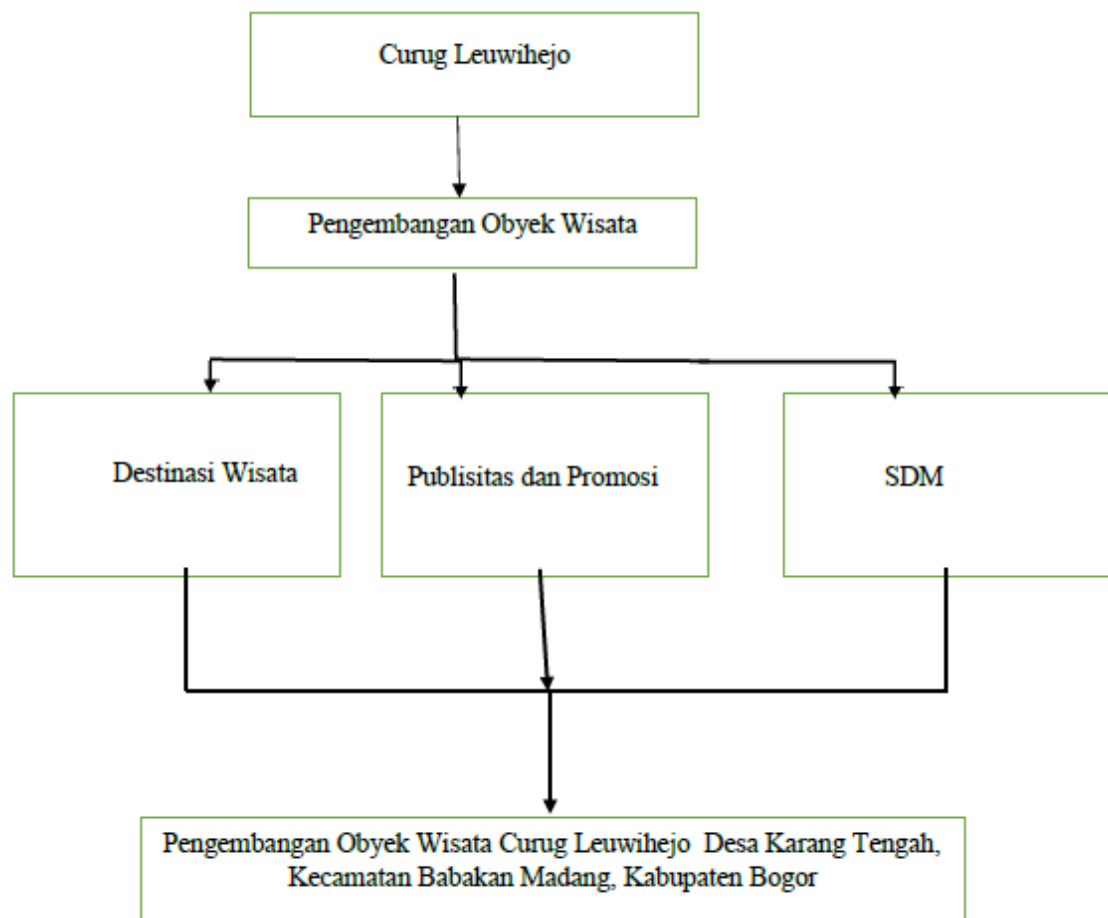 Curug Leuwihejo
Pengembangan Obyek Wisata
Destinasi Wisata
Publisitas dan Promosi
SDM
Pengembangan Obyek Wisata Curug Leuwihejo Desa Karang Tengah,
Kecamatan Babakan Madang, Kabupaten Bogor